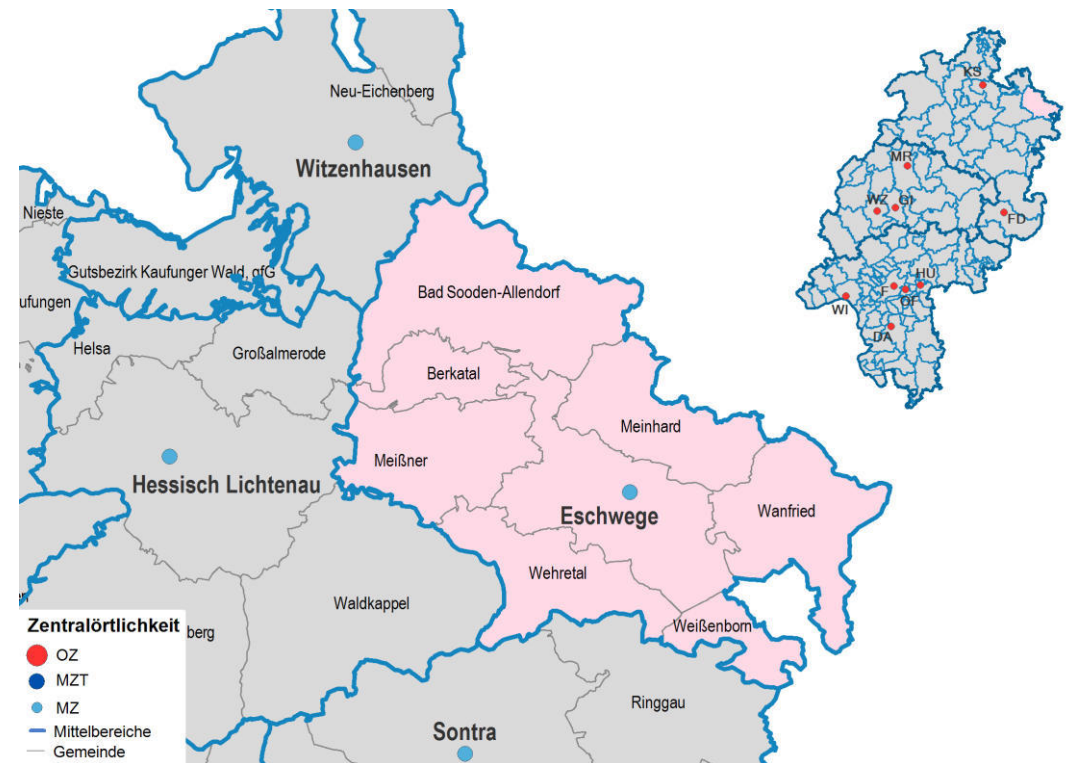 Neu-Eichenberg
Witzenhausen
Nieste
Gutsbezirk Kaufunger Wald, gfG
ufungen
Helsa
Großalmerode
Bad Sooden-Allendorf
Berkatal
Meinhard
Meißner
Hessisch Lichtenau
Eschwege
Wanfried
Wehretal
Waldkappel
Weißenborn
Ringgau
Sontra
berg
Zentralörtlichkeit
OZ
MZT
MZ
Mittelbereiche
Gemeinde
KS
MR
WZ
GI
FD
HU
F
OF
WI
DA